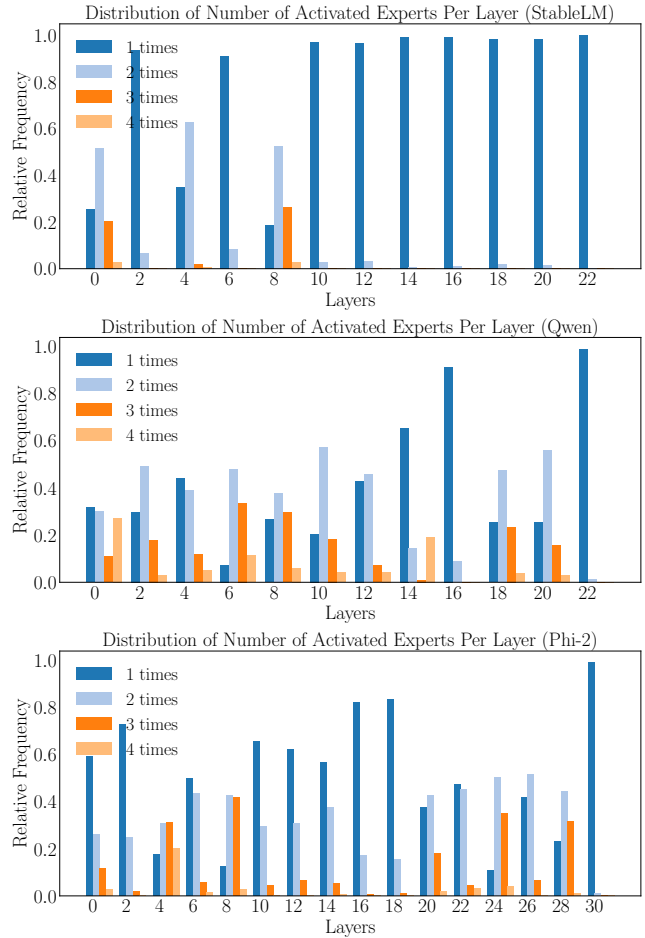 Distribution of Number of Activated Experts Per Layer (StableLM)
1.0
0.8
0.6
0.4
0.2
0.0
Relative Frequency
1 times
2 times
3 times
4 times
0 2 4 6 8 10 12 14 16 18 20 22
Layers
Distribution of Number of Activated Experts Per Layer (Qwen)
1.0
0.8
0.6
0.4
0.2
0.0
Relative Frequency
1 times
2 times
3 times
4 times
0 2 4 6 8 10 12 14 16 18 20 22
Layers
Distribution of Number of Activated Experts Per Layer (Phi-2)
1.0
0.8
0.6
0.4
0.2
0.0
Relative Frequency
1 times
2 times
3 times
4 times
0 2 4 6 8 10 12 14 16 18 20 22 24 26 28 30
Layers